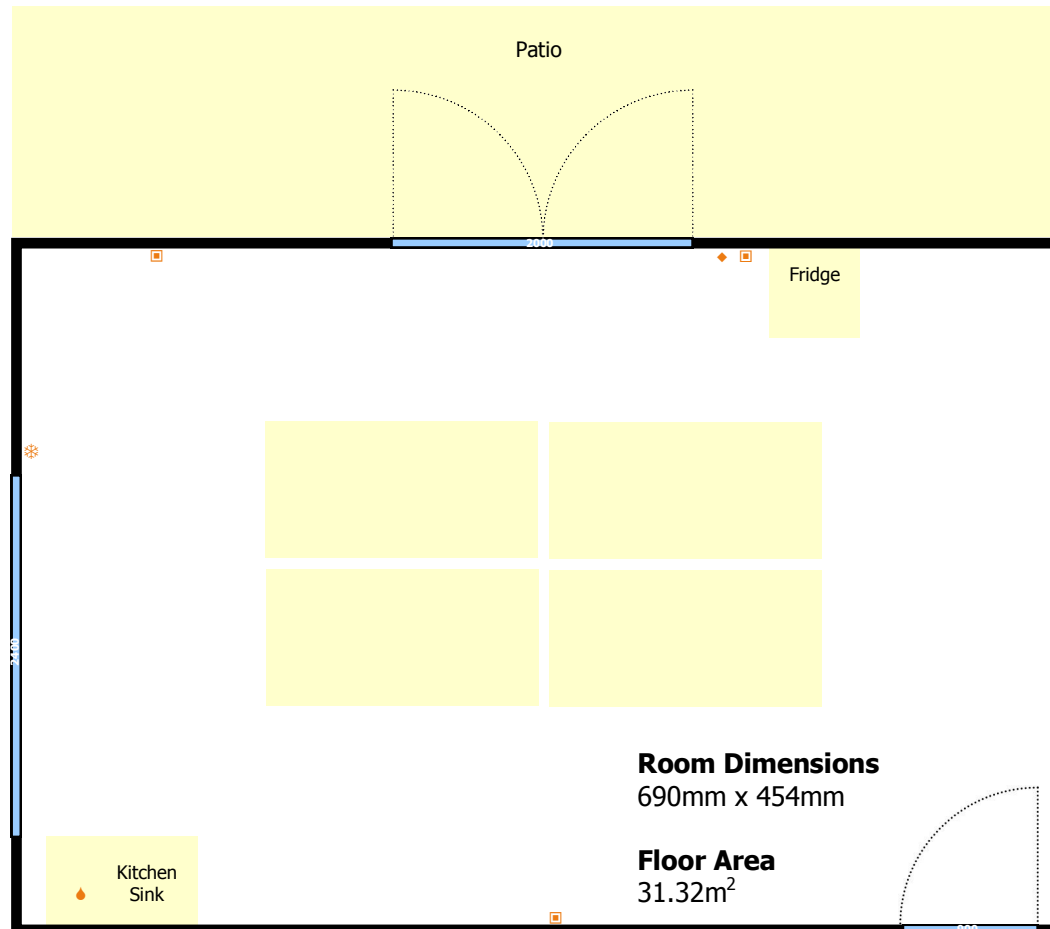 Patio
2000
Fridge
2400
Room Dimensions
690mm x 454mm
Floor Area
31.32m²
Kitchen
Sink